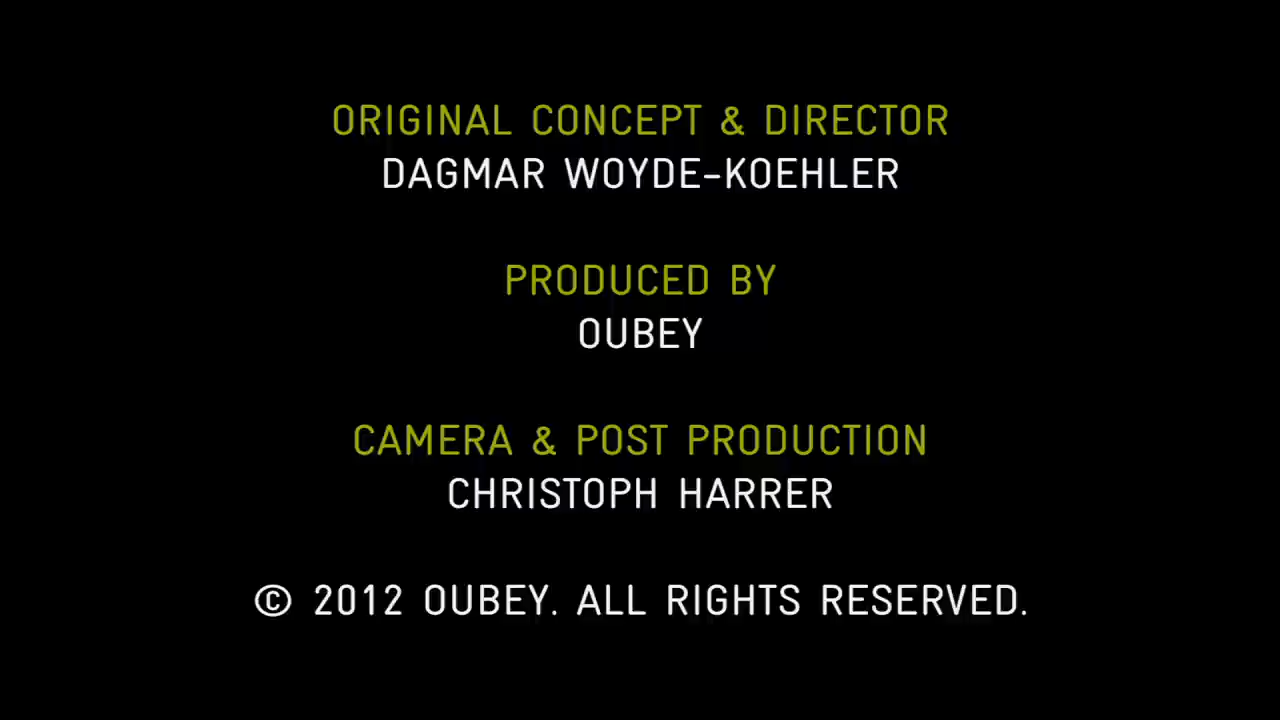 ORIGINAL CONCEPT & DIRECTOR
DAGMAR WOYDE-KOEHLER
PRODUCED BY
OUBEY
CAMERA & POST PRODUCTION
CHRISTOPH HARRER
© 2012 OUBEY. ALL RIGHTS RESERVED.